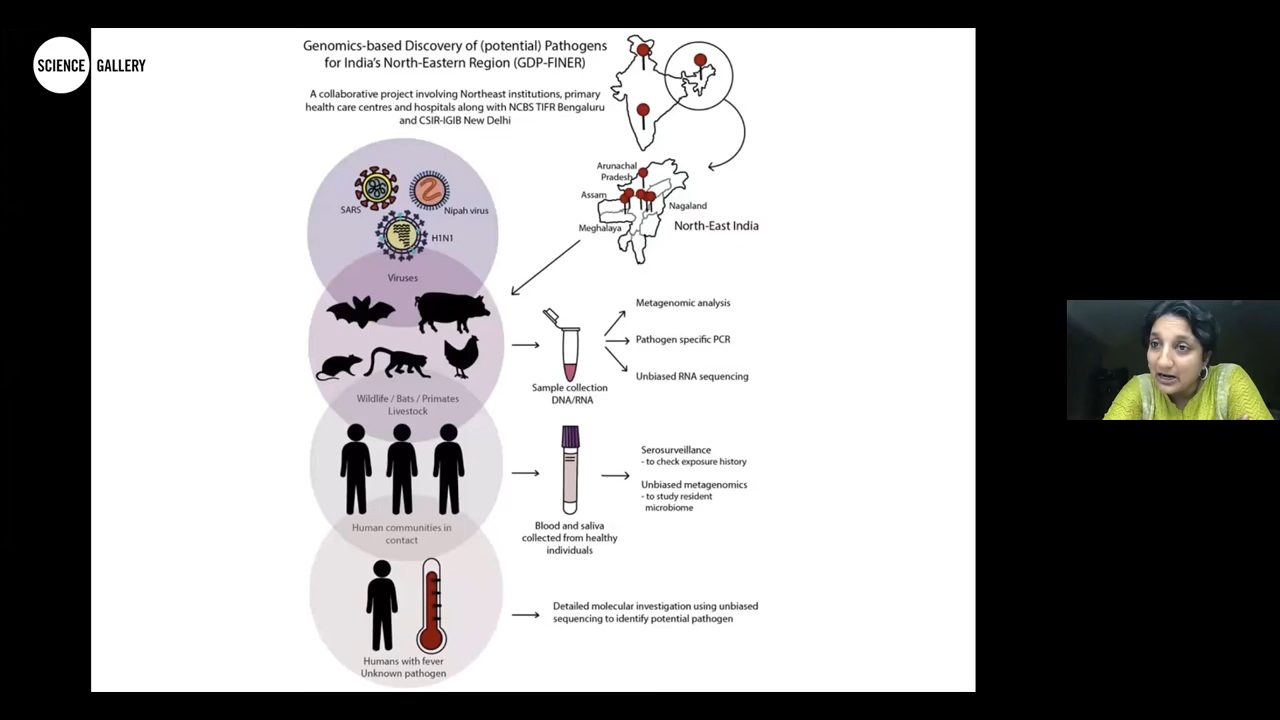 SCIENCE GALLERY
Genomics-based Discovery of (potential) Pathogens
for India's North-Eastern Region (GDP-FINER)
A collaborative project involving Northeast institutions, primary
health care centres and hospitals along with NCBS TIFR Bengaluru
and CSIR-IGIB New Delhi
Arunachal
Pradesh
Assam
Nagaland
Meghalaya
North-East India
SARS
Nipah virus
H1N1
Viruses
Wildlife / Bats / Primates
Livestock
Sample collection
DNA/RNA
Metagenomic analysis
Pathogen specific PCR
Unbiased RNA sequencing
Human communities in
contact
Blood and saliva
collected from healthy
individuals
Serosurveillance
- to check exposure history
Unbiased metagenomics
- to study resident
microbiome
Humans with fever
Unknown pathogen
Detailed molecular investigation using unbiased
sequencing to identify potential pathogen